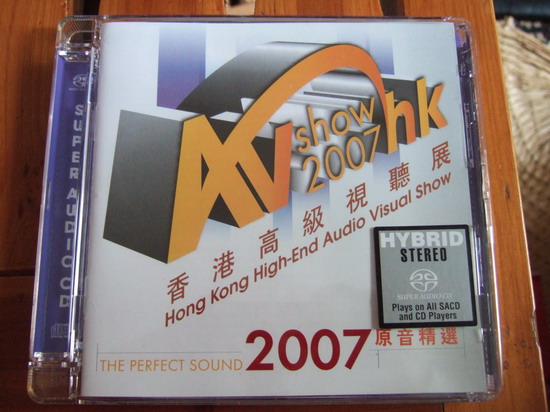 SUPER AUDIO CD
AV show hk
2007
香港高級視聽展
Hong Kong High-End Audio Visual Show
HYBRID
STEREO
SUPER AUDIO CD
Plays on All SACD
and CD Players
THE PERFECT SOUND 2007 原音精選